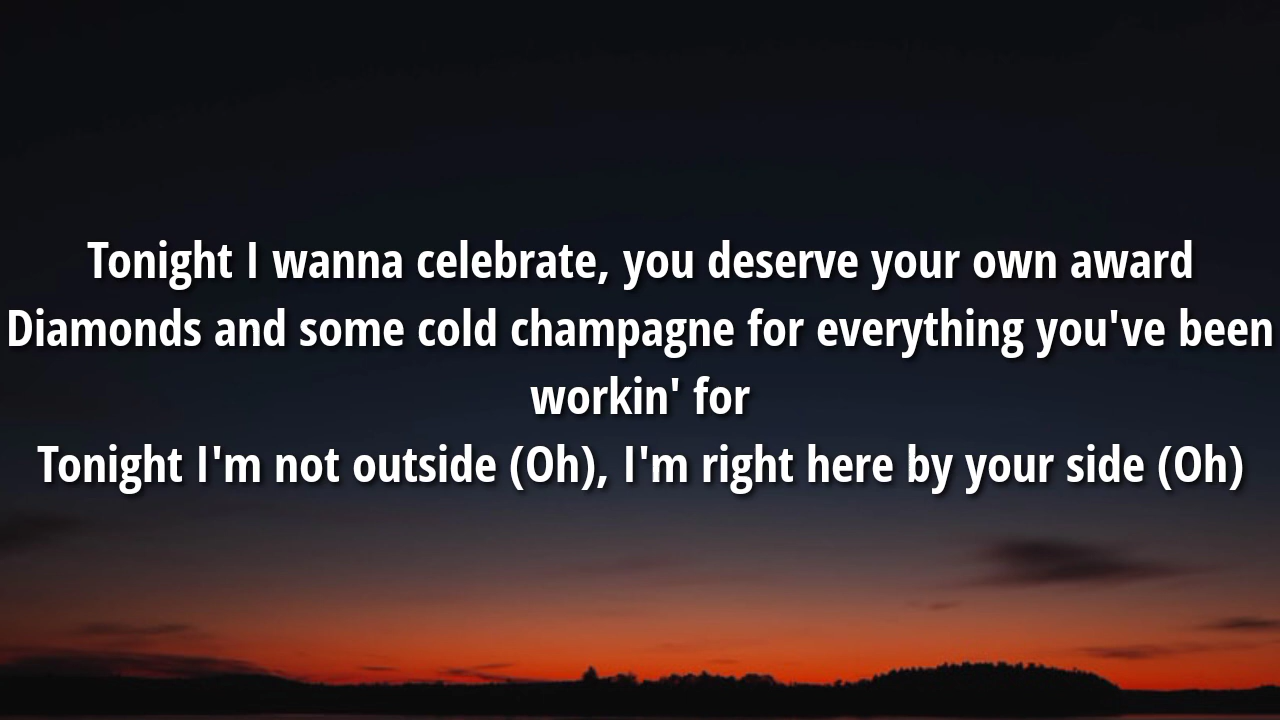 Tonight I wanna celebrate, you deserve your own award
Diamonds and some cold champagne for everything you've been
workin' for
Tonight I'm not outside (Oh), I'm right here by your side (Oh)